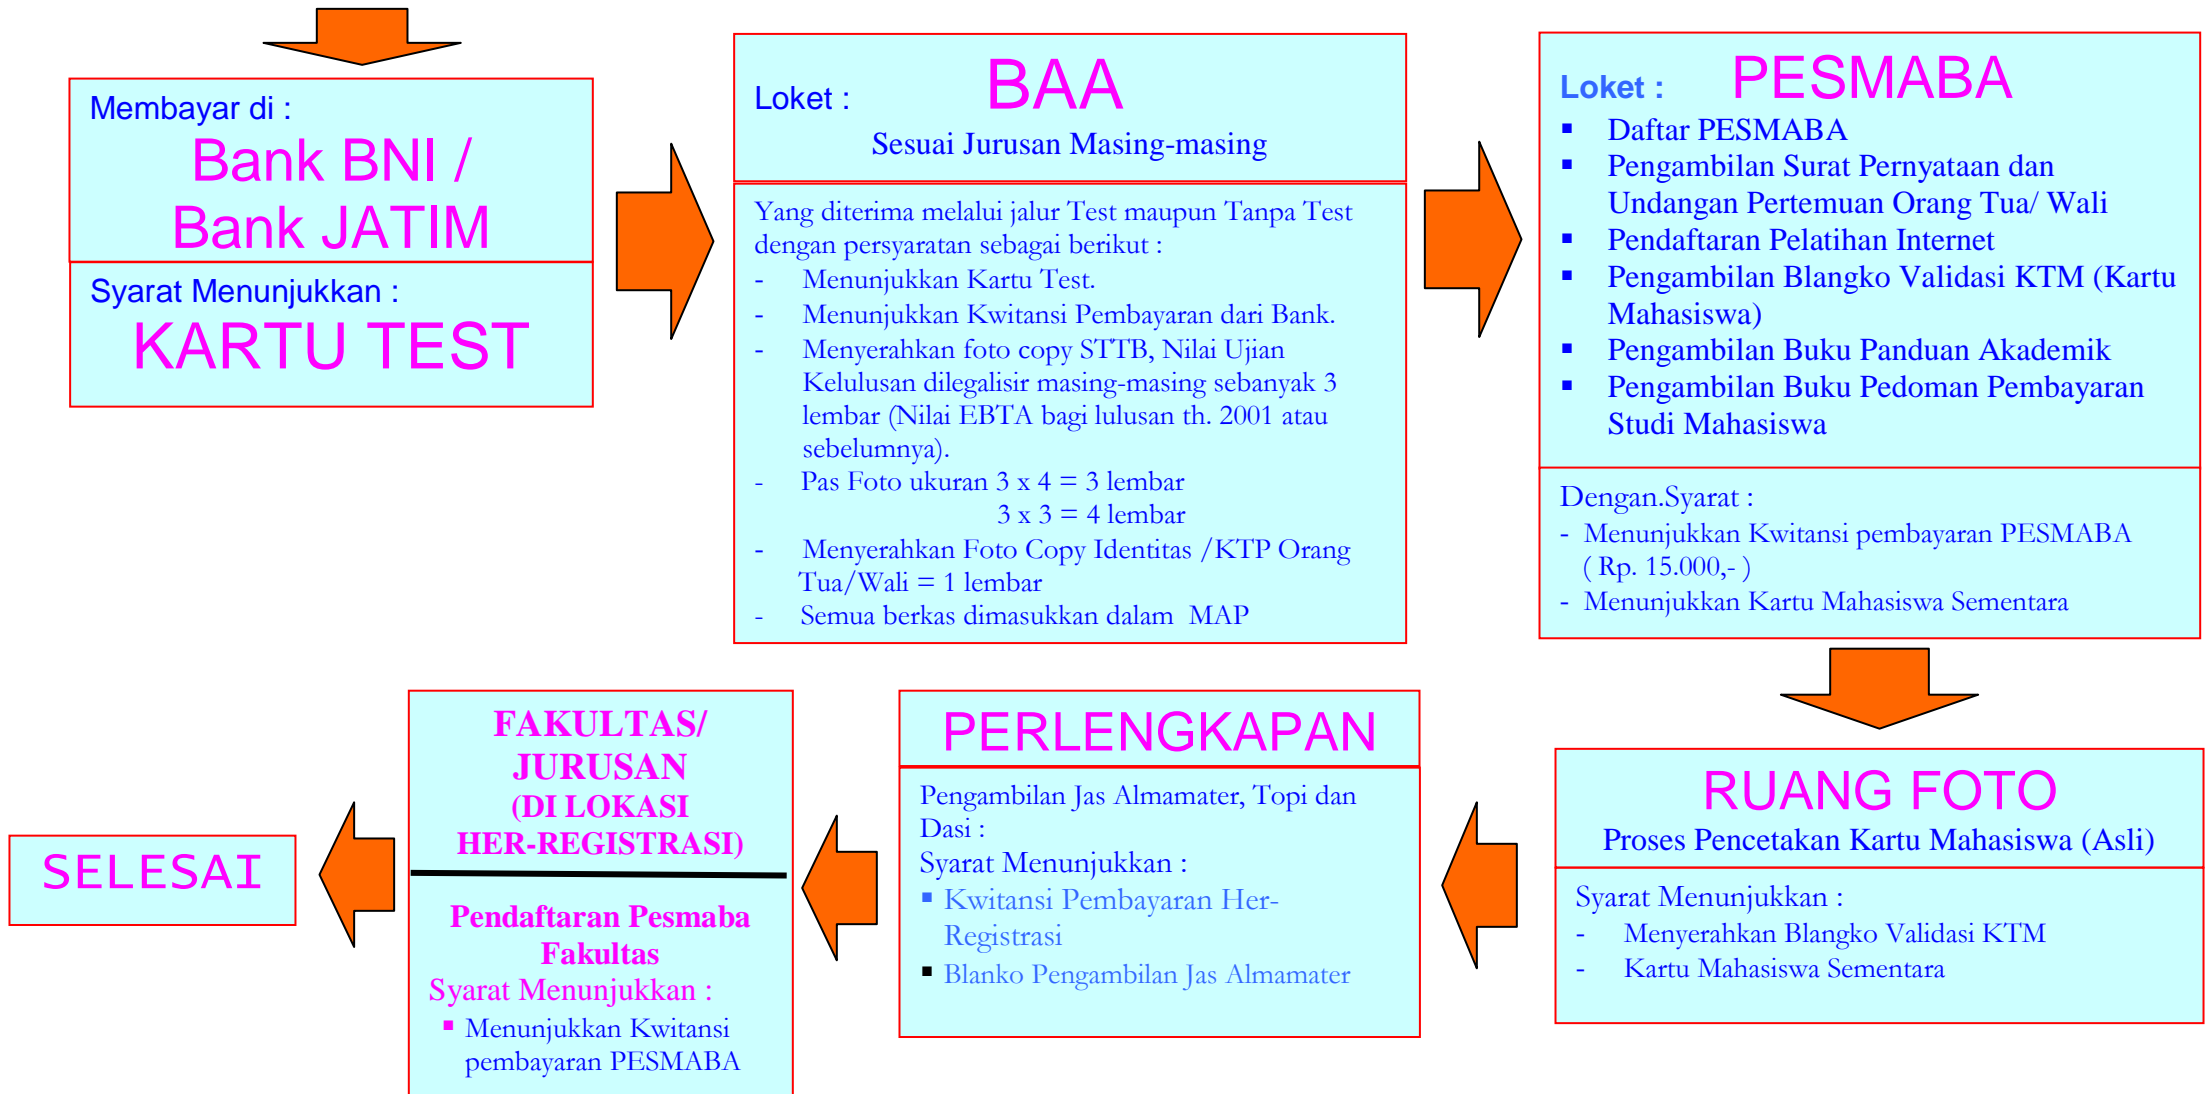 Membayar di :
Bank BNI /
Bank JATIM
Syarat Menunjukkan :
KARTU TEST
Loket : BAA
Sesuai Jurusan Masing-masing
Yang diterima melalui jalur Test maupun Tanpa Test
dengan persyaratan sebagai berikut :
- Menunjukkan Kartu Test.
- Menunjukkan Kwitansi Pembayaran dari Bank.
- Menyerahkan foto copy STTB, Nilai Ujian
Kelulusan dilegalisir masing-masing sebanyak 3
lembar (Nilai EBTA bagi lulusan th. 2001 atau
sebelumnya).
- Pas Foto ukuran 3 x 4 = 3 lembar
3 x 3 = 4 lembar
- Menyerahkan Foto Copy Identitas /KTP Orang
Tua/Wali = 1 lembar
- Semua berkas dimasukkan dalam MAP
Loket : PESMABA
▪ Daftar PESMABA
▪ Pengambilan Surat Pernyataan dan
Undangan Pertemuan Orang Tua/ Wali
▪ Pendaftaran Pelatihan Internet
▪ Pengambilan Blangko Validasi KTM (Kartu
Mahasiswa)
▪ Pengambilan Buku Panduan Akademik
▪ Pengambilan Buku Pedoman Pembayaran
Studi Mahasiswa
Dengan.Syarat :
- Menunjukkan Kwitansi pembayaran PESMABA
( Rp. 15.000,- )
- Menunjukkan Kartu Mahasiswa Sementara
RUANG FOTO
Proses Pencetakan Kartu Mahasiswa (Asli)
Syarat Menunjukkan :
- Menyerahkan Blangko Validasi KTM
- Kartu Mahasiswa Sementara
PERLENGKAPAN
Pengambilan Jas Almamater, Topi dan
Dasi :
Syarat Menunjukkan :
▪ Kwitansi Pembayaran Her-
Registrasi
▪ Blanko Pengambilan Jas Almamater
FAKULTAS/
JURUSAN
(DI LOKASI
HER-REGISTRASI)
Pendaftaran Pesmaba
Fakultas
Syarat Menunjukkan :
▪ Menunjukkan Kwitansi
pembayaran PESMABA
SELESAI